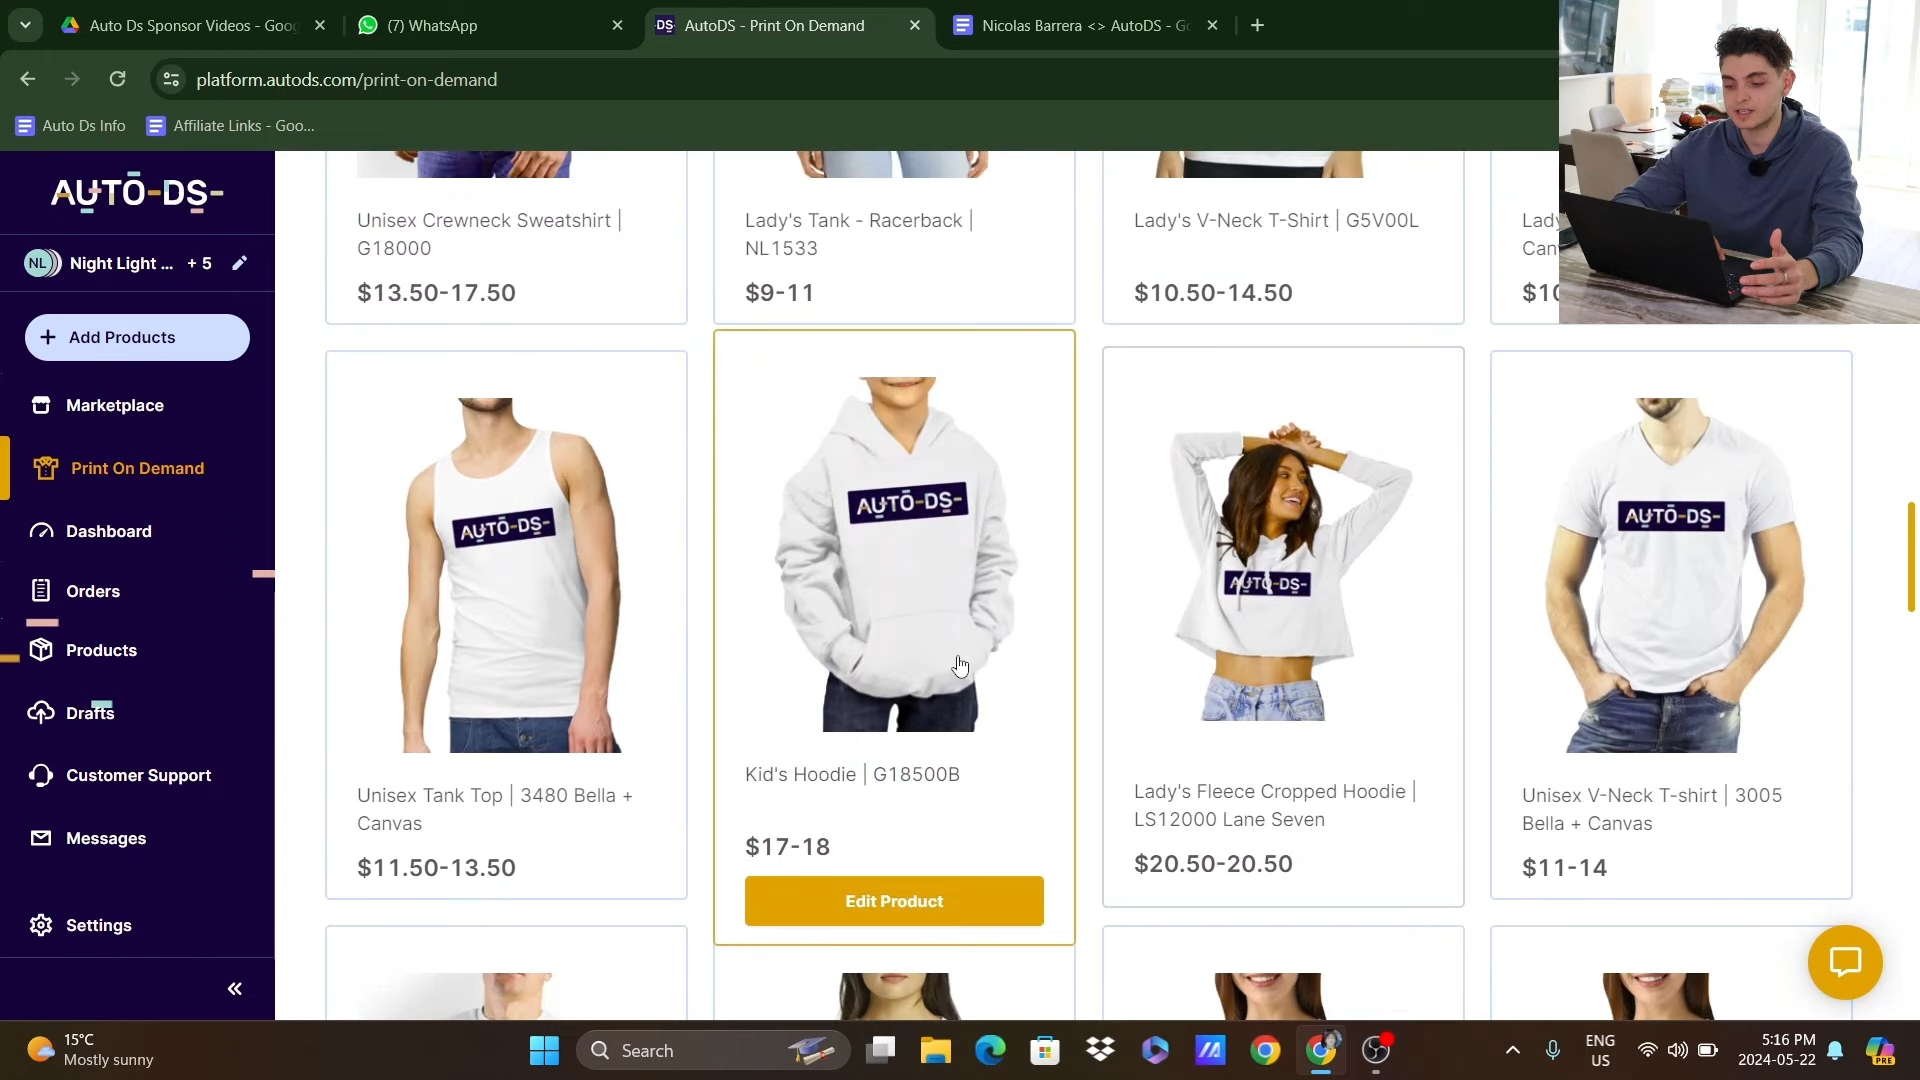 Auto Ds Sponsor Videos - Goog
(7) WhatsApp
DS
AutoDS - Print On Demand
Nicolas Barrera <> AutoDS - Go
platform.autods.com/print-on-demand
Auto Ds Info
Affiliate Links - Goo...
AUTO-DS-
NL
Night Light ... + 5
+ Add Products
Marketplace
Print On Demand
Dashboard
Orders
Products
Drafts
Customer Support
Messages
Settings
Unisex Crewneck Sweatshirt |
G18000
$13.50-17.50
Lady's Tank - Racerback |
NL1533
$9-11
Lady's V-Neck T-Shirt | G5V00L
$10.50-14.50
AUTO-DS-
Unisex Tank Top | 3480 Bella +
Canvas
$11.50-13.50
AUTO-DS-
Kid's Hoodie | G18500B
$17-18
Edit Product
AUTO-DS-
Lady's Fleece Cropped Hoodie |
LS12000 Lane Seven
$20.50-20.50
AUTO-DS-
Unisex V-Neck T-shirt | 3005
Bella + Canvas
$11-14
15°C
Mostly sunny
Search
ENG
US
5:16 PM
2024-05-22
PRE